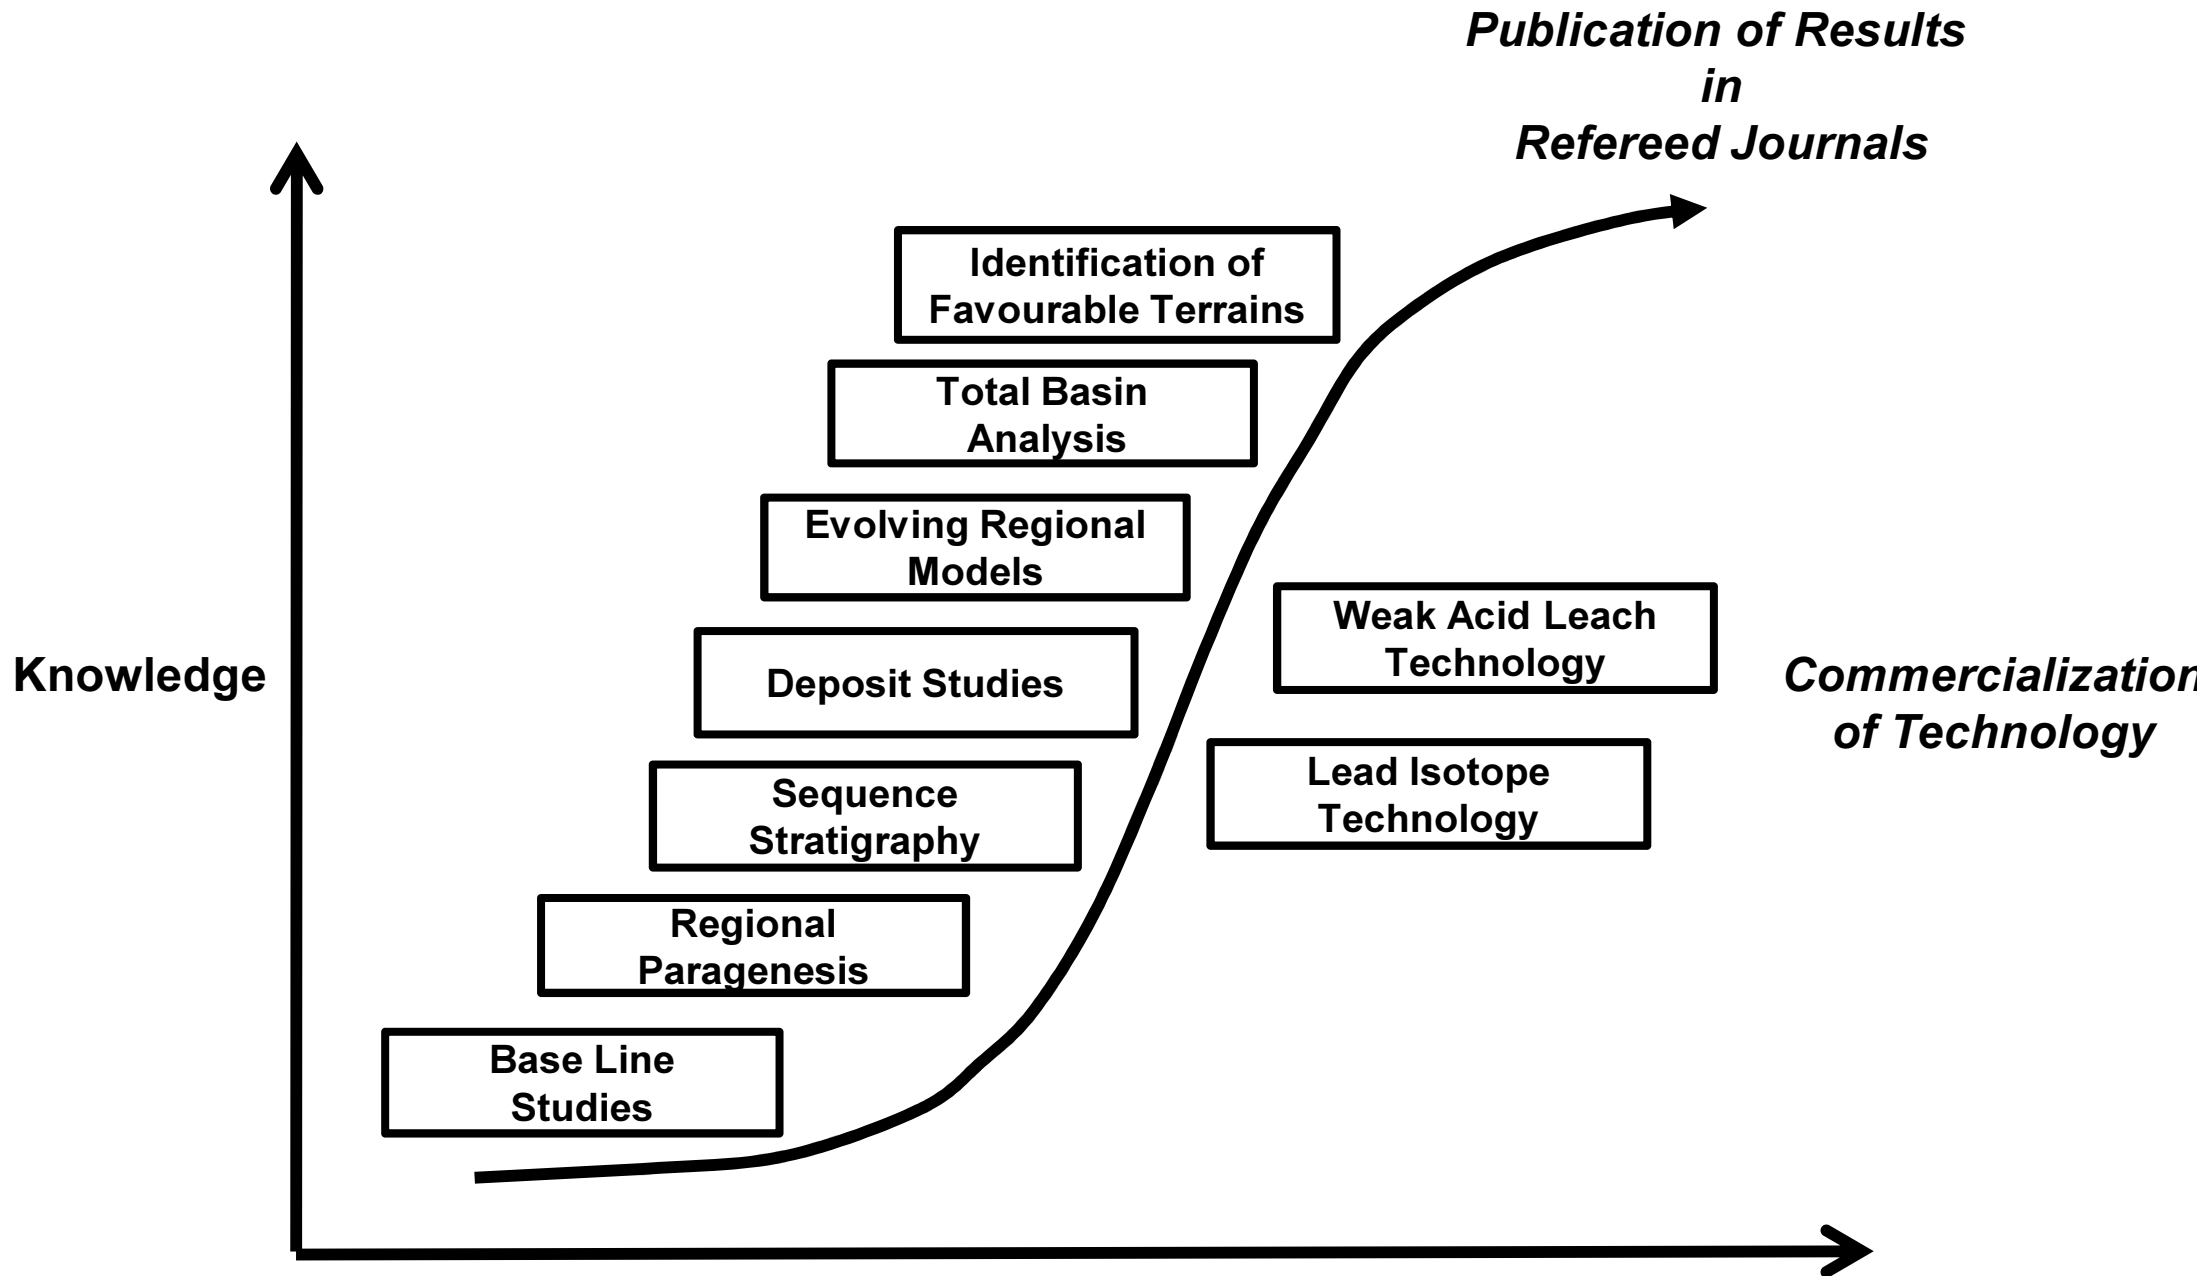 Publication of Results
in
Refereed Journals
Identification of
Favourable Terrains
Total Basin
Analysis
Evolving Regional
Models
Weak Acid Leach
Technology
Knowledge
Deposit Studies
Commercialization
of Technology
Lead Isotope
Technology
Sequence
Stratigraphy
Regional
Paragenesis
Base Line
Studies